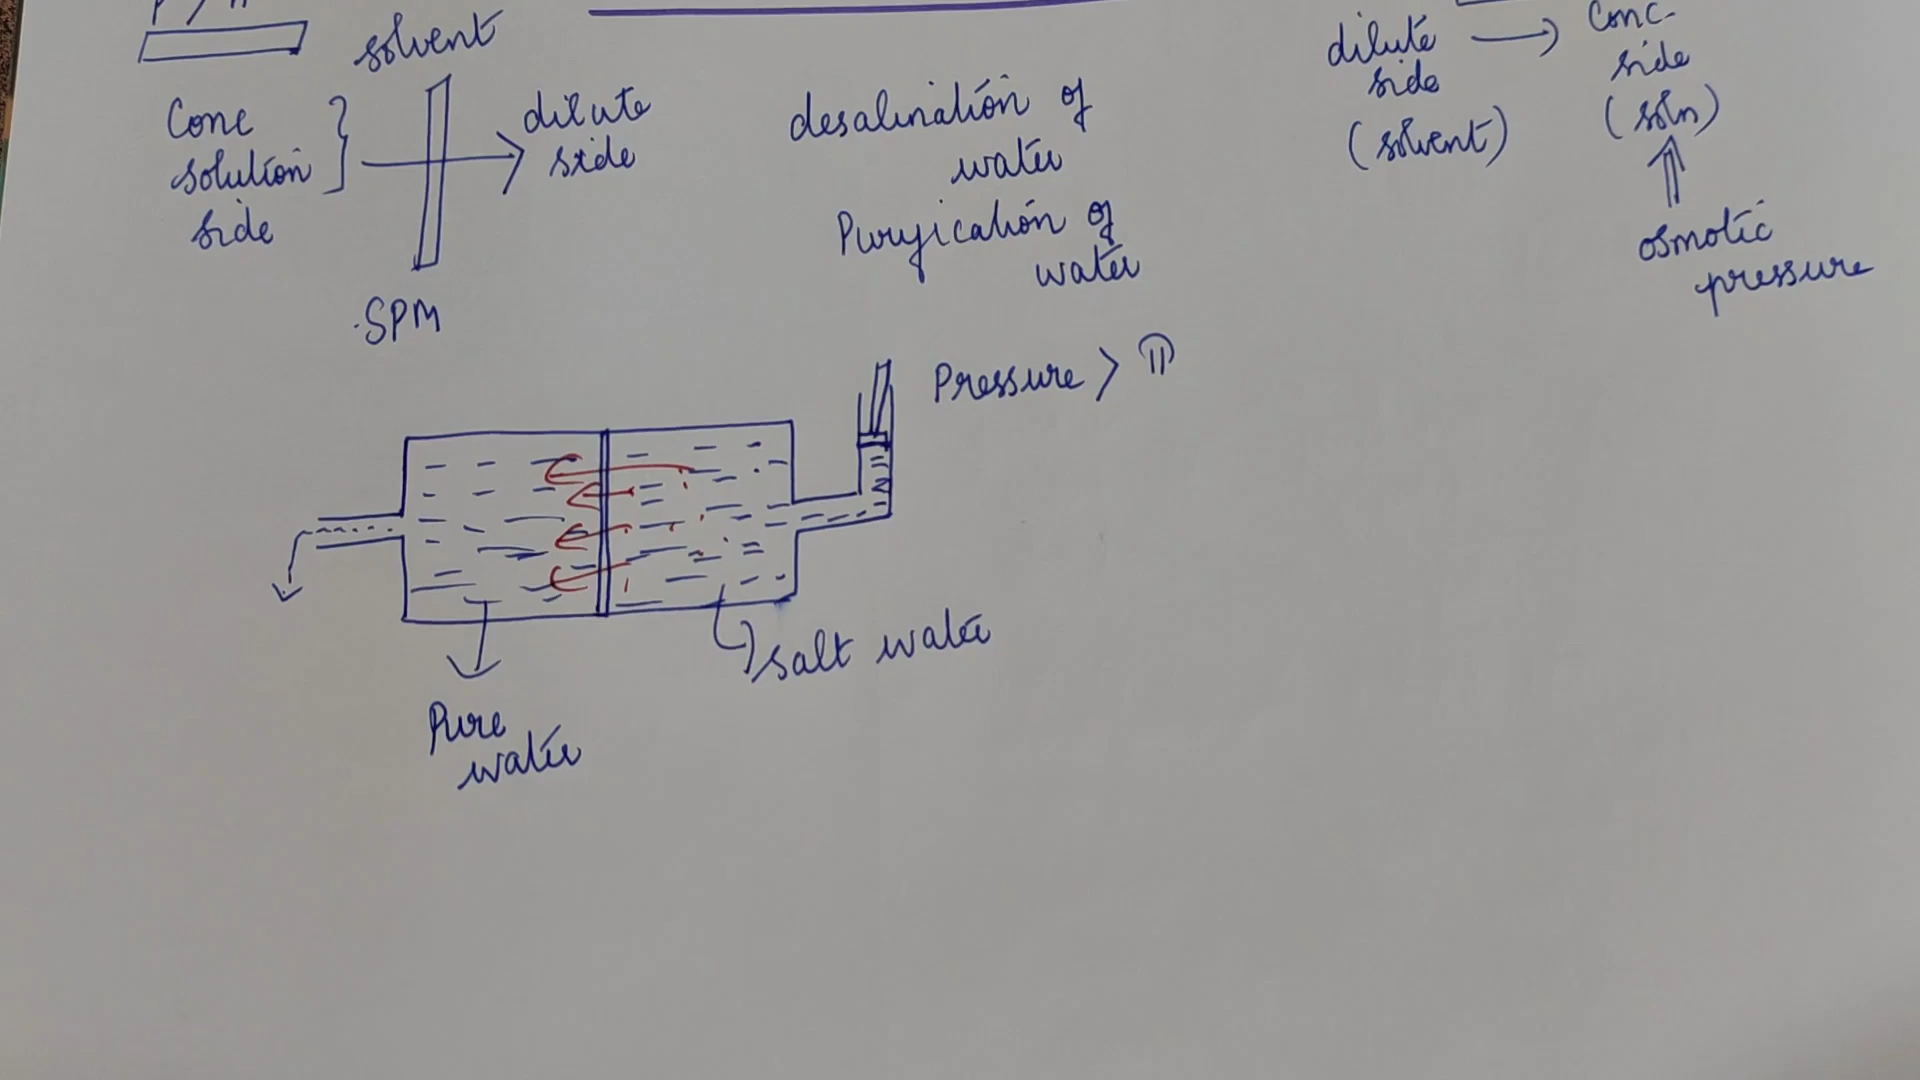 solvent
Conc
solution
side
dilute
side
SPM
desalination of
water
Purification of
water
dilute → Conc-
side side
(solvent) (soln)
osmotic
pressure
Pressure > π
salt water
Pure
water